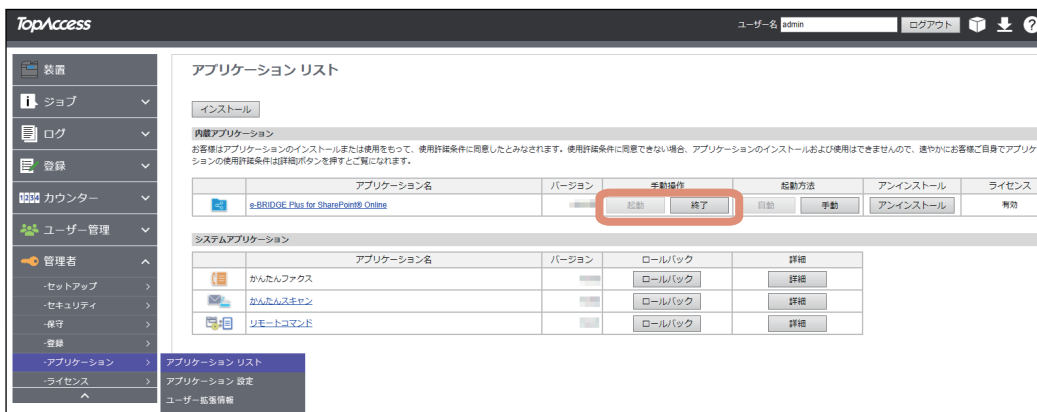 TopAccess
ユーザー名 admin ログアウト ?
装置
ジョブ
ログ
登録
1234 カウンター
ユーザー管理
管理者
-セットアップ
-セキュリティ
-保守
-登録
-アプリケーション
-ライセンス
アプリケーション リスト
アプリケーション 設定
ユーザー拡張情報
アプリケーション リスト
インストール
内蔵アプリケーション
お客様はアプリケーションのインストールまたは使用をもって、使用許諾条件に同意したとみなされます。使用許諾条件に同意できない場合、アプリケーションのインストールおよび使用はできませんので、速やかにお客様ご自身でアプリケ
ションの使用許諾条件は[詳細]ボタンを押すとご覧になれます。
アプリケーション名 バージョン 手動操作 起動方法 アンインストール ライセンス
e-BRIDGE Plus for SharePoint® Online 起動 終了 自動 手動 アンインストール 有効
システムアプリケーション
アプリケーション名 バージョン ロールバック 詳細
かんたんファクス ロールバック 詳細
かんたんスキャン ロールバック 詳細
リモートコマンド ロールバック 詳細